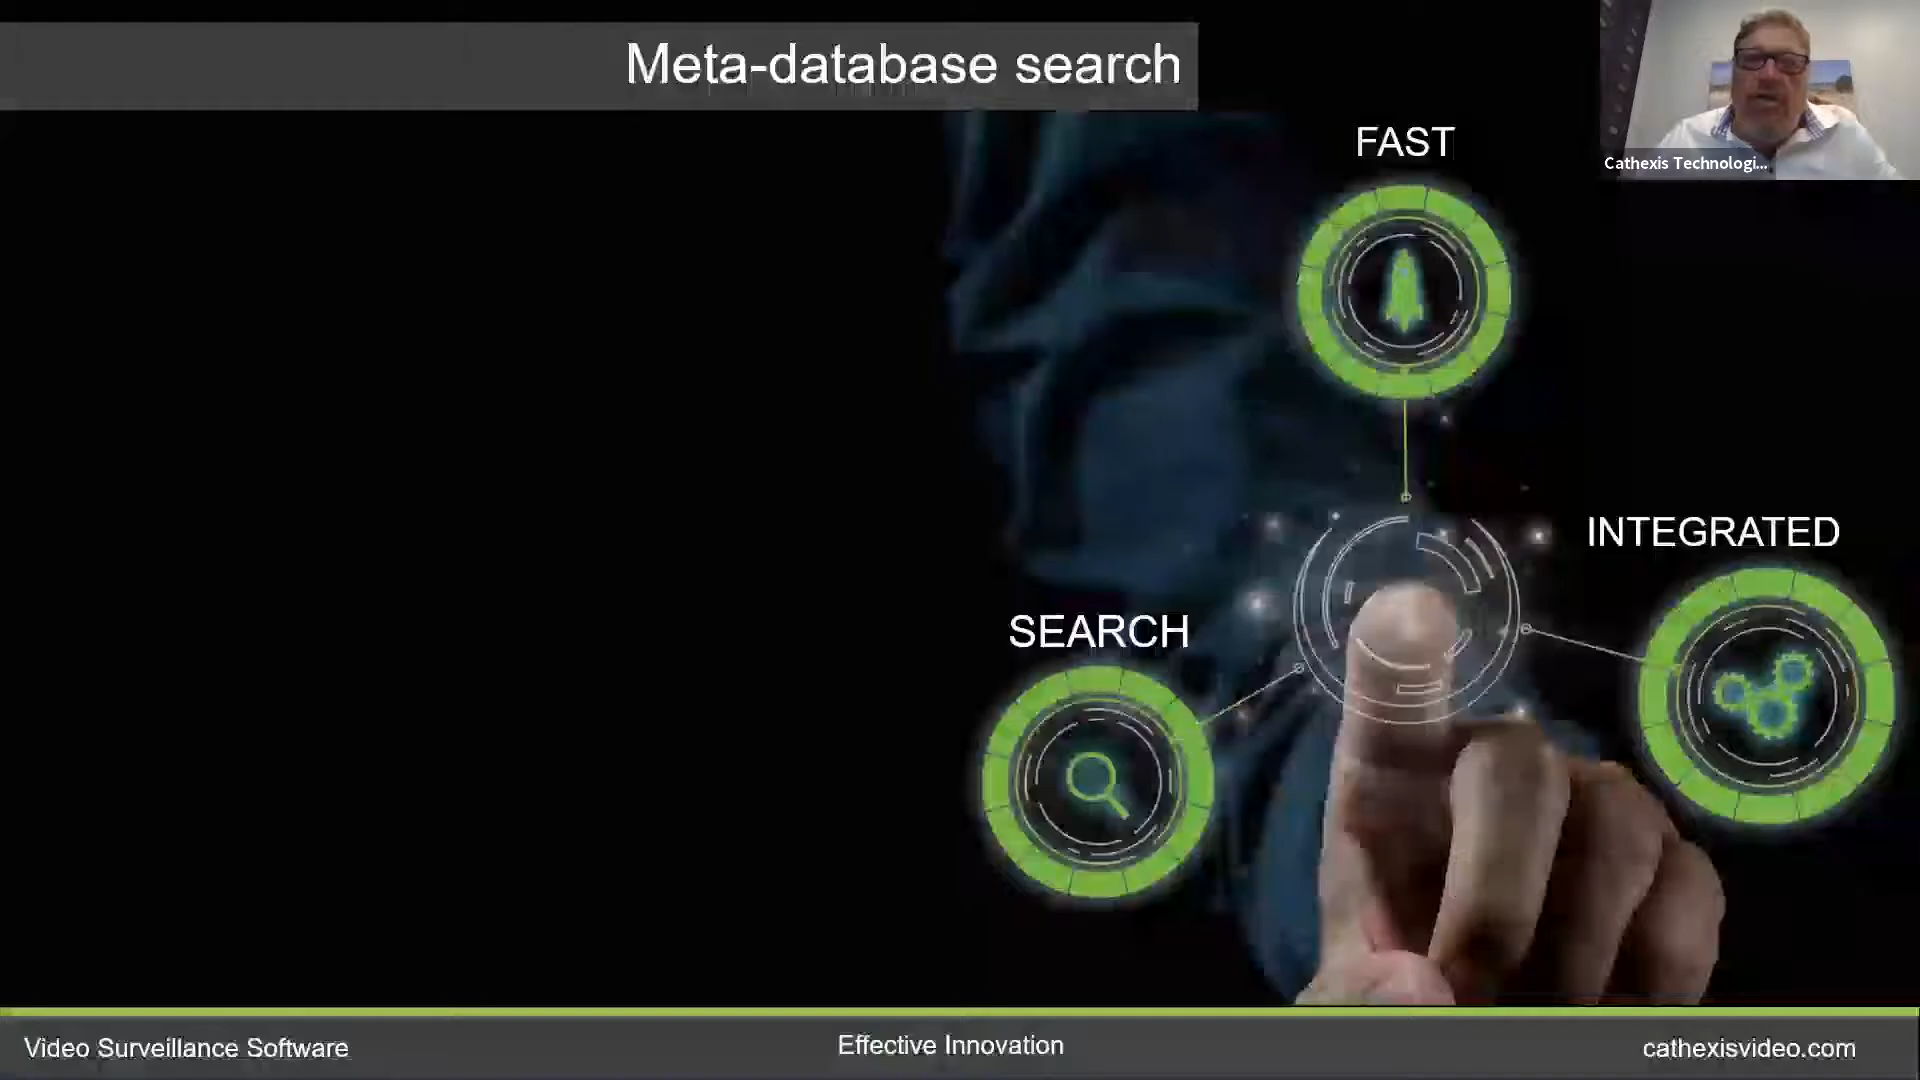 Meta-database search
Cathexis Technologi...
FAST
INTEGRATED
SEARCH
Video Surveillance Software
Effective Innovation
cathexisvideo.com